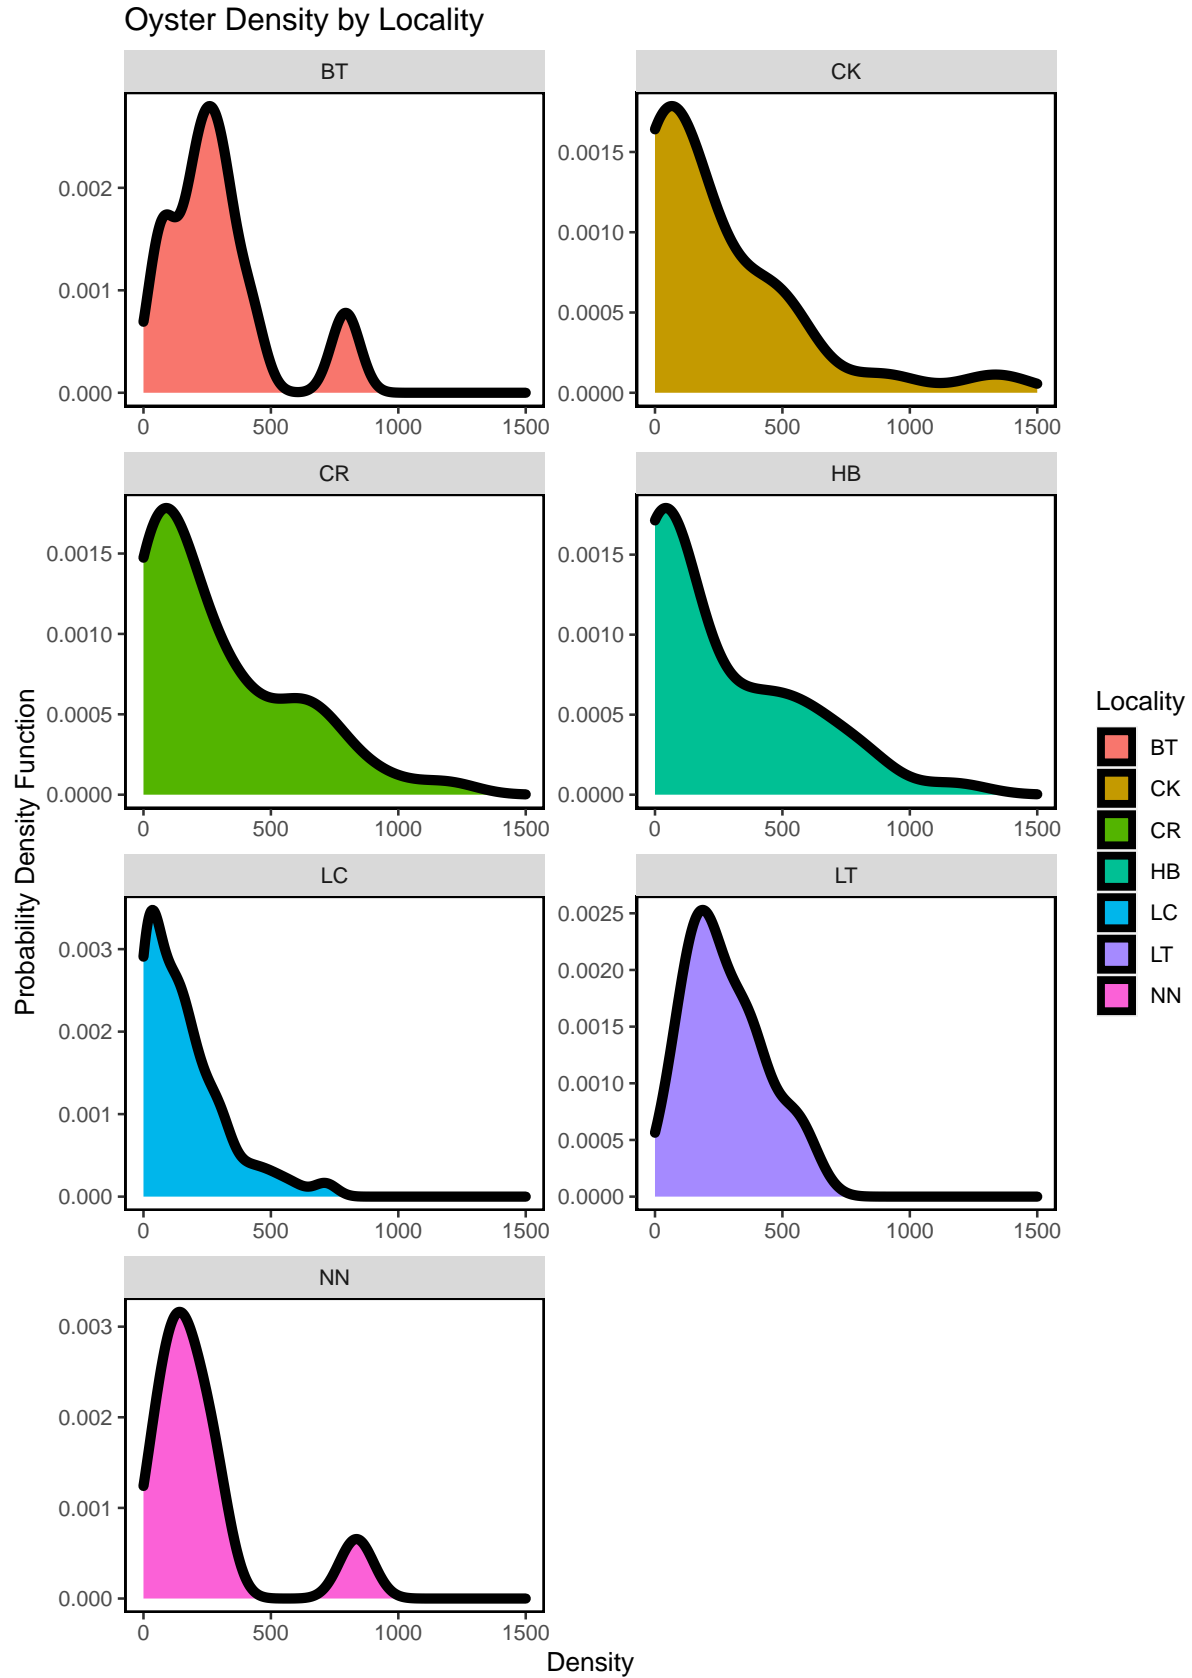 Oyster Density by Locality
BT
CK
0.002
0.001
0.000
0.0015
0.0010
0.0005
0.0000
0 500 1000 1500
0 500 1000 1500
CR
HB
0.0015
0.0010
0.0005
0.0000
0.0015
0.0010
0.0005
0.0000
0 500 1000 1500
0 500 1000 1500
LC
LT
0.003
0.002
0.001
0.000
0.0025
0.0020
0.0015
0.0010
0.0005
0.0000
0 500 1000 1500
0 500 1000 1500
NN
0.003
0.002
0.001
0.000
0 500 1000 1500
Density
Probability Density Function
Locality
BT
CK
CR
HB
LC
LT
NN